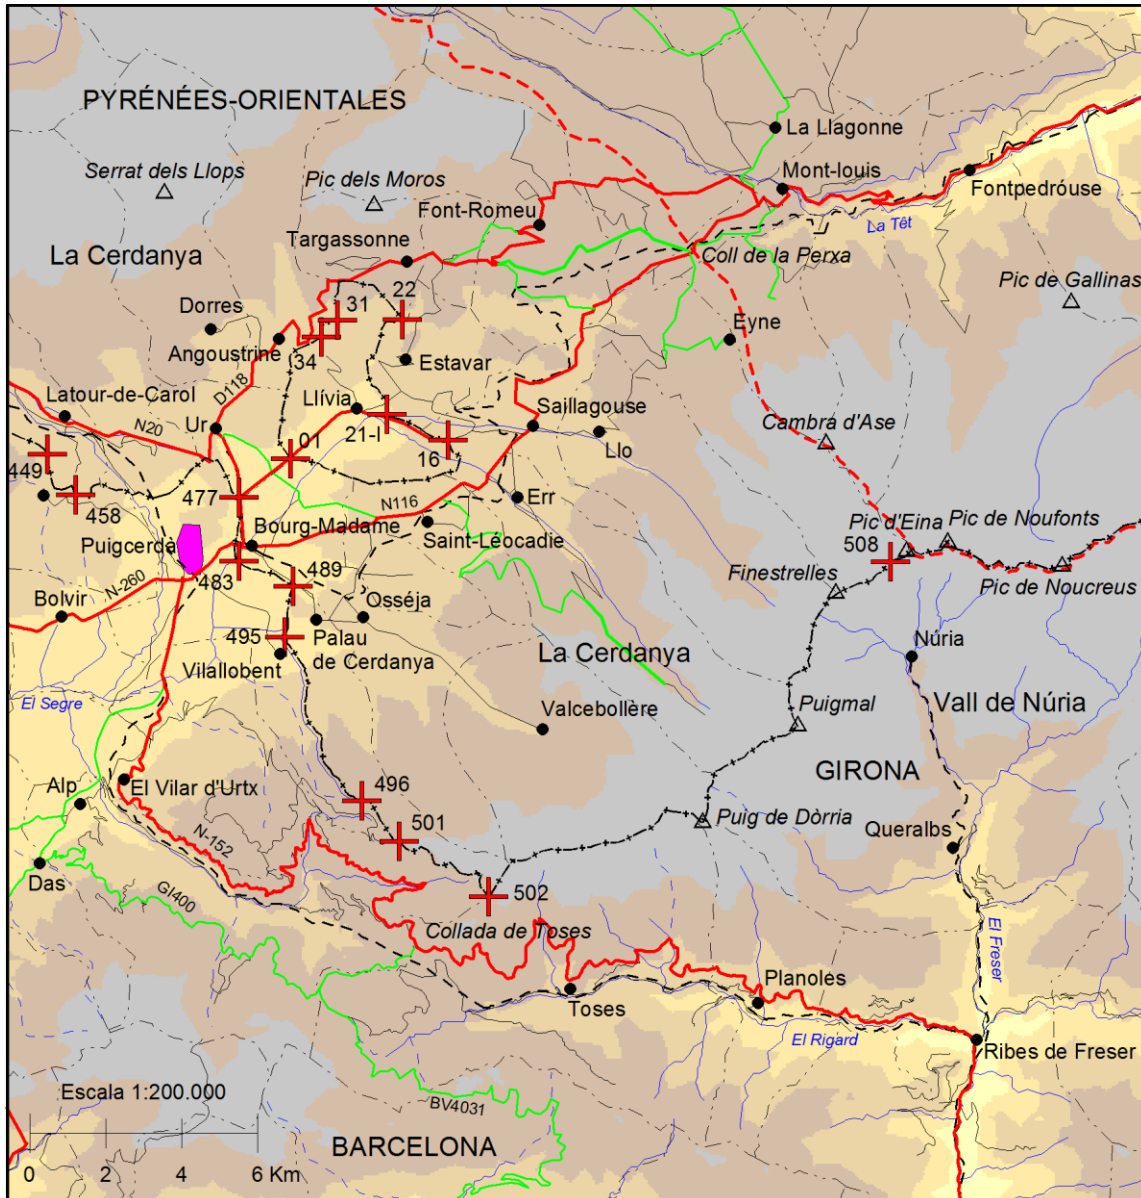 PYRÉNÉES-ORIENTALES
La Llagonne
Serrat dels Llops
Pic dels Moros
Mont-louis
Fontpedróuse
Font-Romeu
La Têt
Targassonne
La Cerdanya
Coll de la Perxa
Pic de Gallinas
31
22
Dorres
Eyne
Angoustrine
34
Estavar
D118
Latour-de-Carol
Llívia
Saillagouse
N20
Ur
01
21-I
Cambra d'Ase
Llo
16
449
477
458
N116
Err
Bourg-Madame
Pic d'Eina
Pic de Noufonts
Puigcerdà
Saint-Léocadie
508
483
489
Finestrelles
Pic de Noucreus
N-260
Bolvir
Osséja
495
Palau
de Cerdanya
Núria
Vilallobent
La Cerdanya
El Segre
Valcebollère
Puigmal
Vall de Núria
El Vilar d'Urtx
GIRONA
Alp
496
Puig de Dòrria
501
Queralbs
N-152
Das
GI400
502
Collada de Toses
El Freser
Toses
Planoles
El Rigard
Ribes de Freser
Escala 1:200.000
BV4031
BARCELONA
0 2 4 6 Km